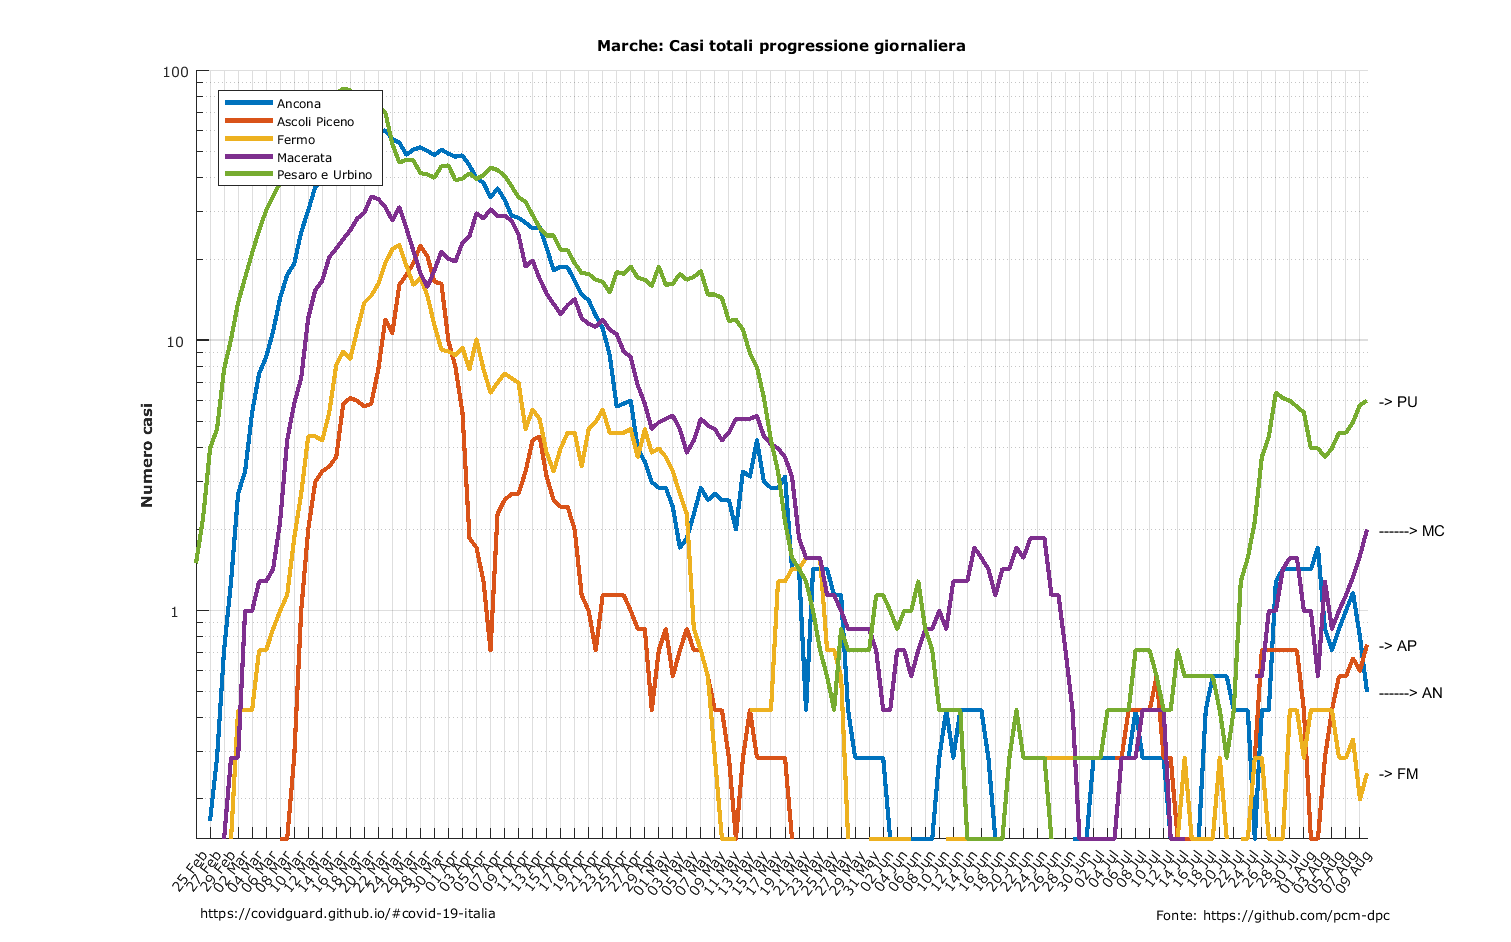 Marche: Casi totali progressione giornaliera
100
Ancona
Ascoli Piceno
Fermo
Macerata
Pesaro e Urbino
10
1
Numero casi
-> PU
------> MC
-> AP
------> AN
-> FM
25 Feb
27 Feb
29 Feb
02 Mar
04 Mar
06 Mar
08 Mar
10 Mar
12 Mar
14 Mar
16 Mar
18 Mar
20 Mar
22 Mar
24 Mar
26 Mar
28 Mar
30 Mar
01 Apr
03 Apr
05 Apr
07 Apr
09 Apr
11 Apr
13 Apr
15 Apr
17 Apr
19 Apr
21 Apr
23 Apr
25 Apr
27 Apr
29 Apr
01 May
03 May
05 May
07 May
09 May
11 May
13 May
15 May
17 May
19 May
21 May
23 May
25 May
27 May
29 May
31 May
02 Jun
04 Jun
06 Jun
08 Jun
10 Jun
12 Jun
14 Jun
16 Jun
18 Jun
20 Jun
22 Jun
24 Jun
26 Jun
28 Jun
30 Jun
02 Jul
04 Jul
06 Jul
08 Jul
10 Jul
12 Jul
14 Jul
16 Jul
18 Jul
20 Jul
22 Jul
24 Jul
26 Jul
28 Jul
30 Jul
01 Aug
03 Aug
05 Aug
07 Aug
09 Aug
https://covidguard.github.io/#covid-19-italia
Fonte: https://github.com/pcm-dpc